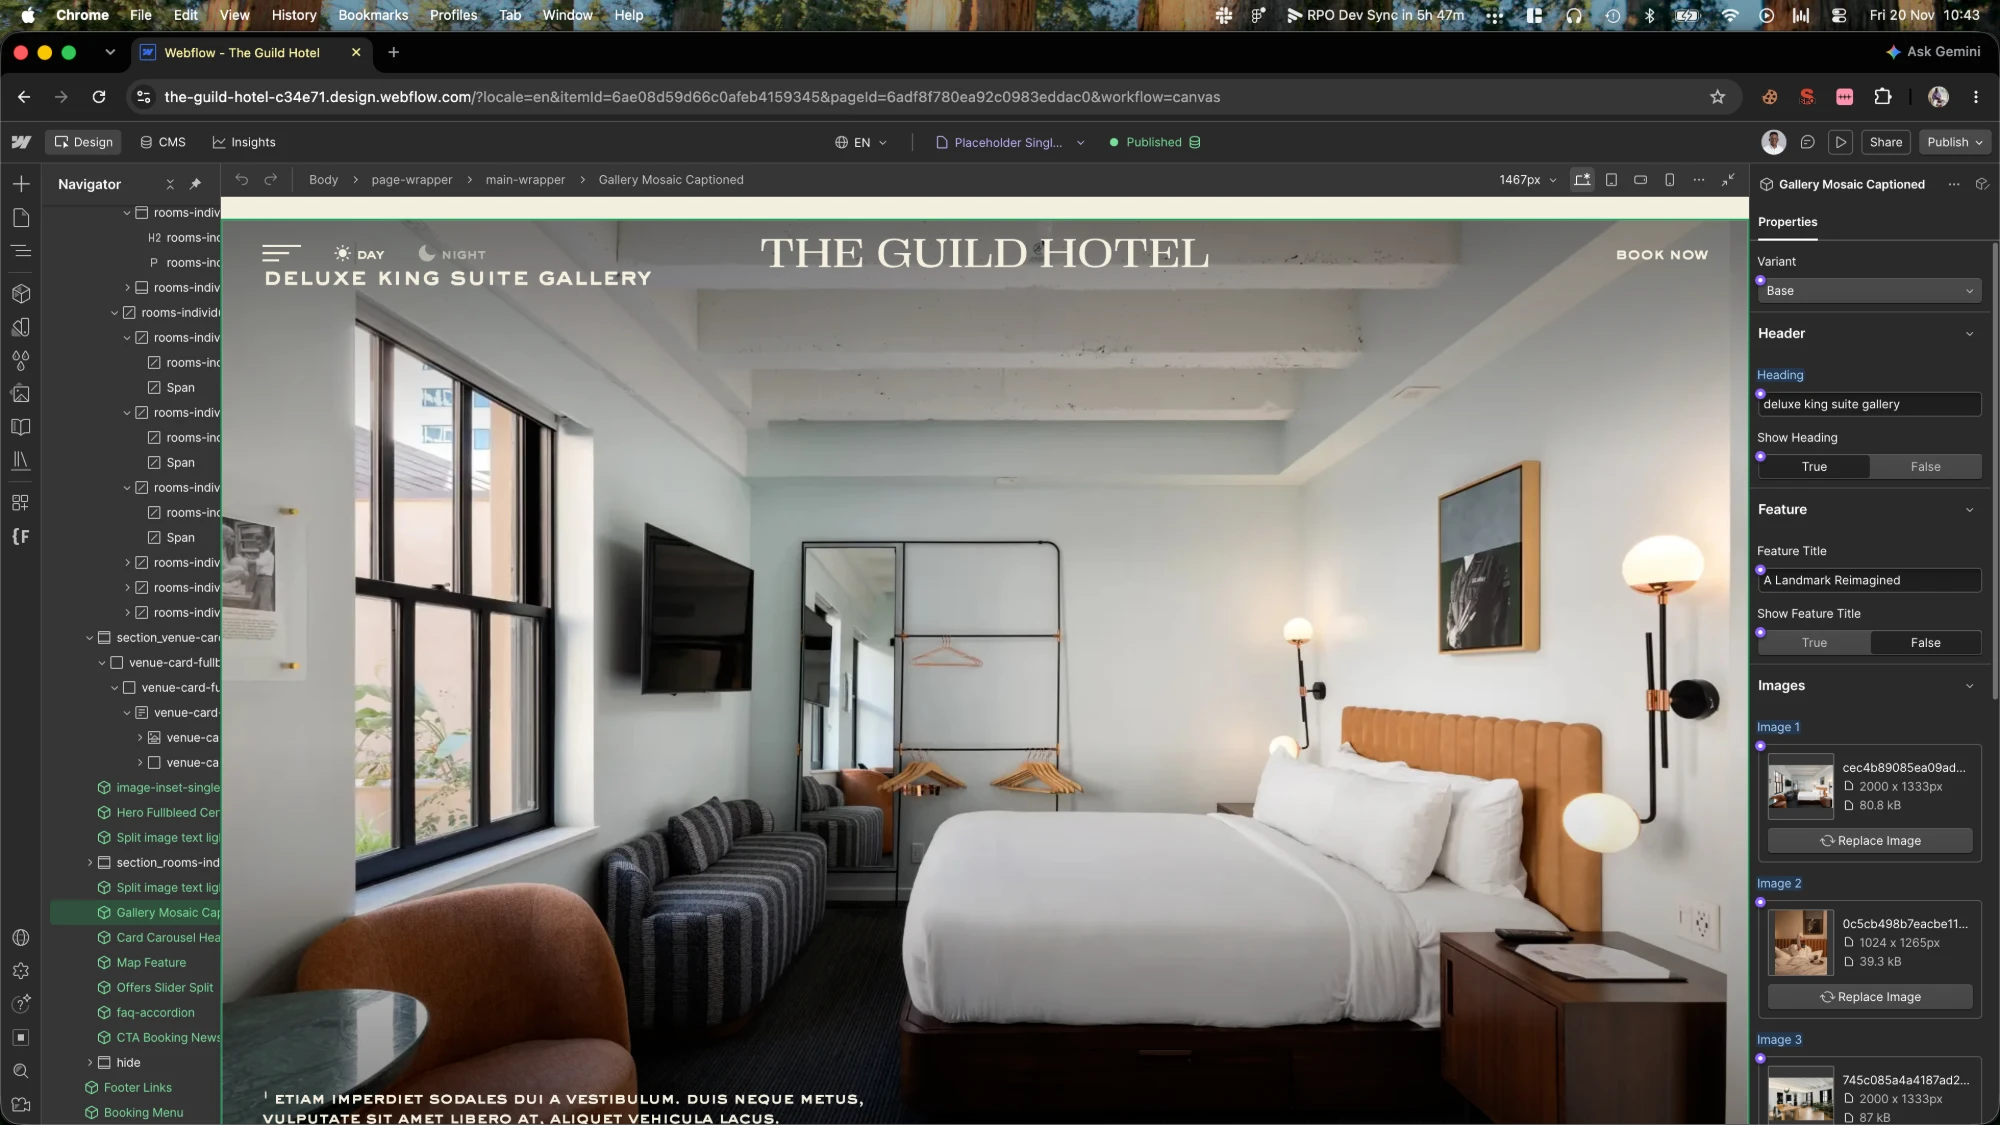 Chrome File Edit View History Bookmarks Profiles Tab Window Help
RPO Dev Sync in 5h 47m
Fri 20 Nov 10:43
Webflow - The Guild Hotel
Ask Gemini
the-guild-hotel-c34e71.design.webflow.com/?locale=en&itemId=6ae08d59d66c0afeb4159345&pageId=6adf8f780ea92c0983eddac0&workflow=canvas
Design CMS Insights
EN
Placeholder Singl...
Published
Share
Publish
Navigator
Body > page-wrapper > main-wrapper > Gallery Mosaic Captioned
1467px
rooms-indiv
H2 rooms-inc
P rooms-inc
rooms-indiv
rooms-individu
rooms-indiv
rooms-inc
Span
rooms-indiv
rooms-inc
Span
rooms-indiv
rooms-inc
Span
rooms-indiv
rooms-indiv
rooms-indiv
section_venue-car
venue-card-fullb
venue-card-fu
venue-card-
venue-ca
venue-ca
image-inset-single
Hero Fullbleed Cer
Split image text lig
section_rooms-ind
Split image text lig
Gallery Mosaic Cap
Card Carousel Hea
Map Feature
Offers Slider Split
faq-accordion
CTA Booking News
hide
Footer Links
Booking Menu
DAY
NIGHT
THE GUILD HOTEL
BOOK NOW
DELUXE KING SUITE GALLERY
ETIAM IMPERDIET SODALES DUI A VESTIBULUM. DUIS NEQUE METUS,
VULPUTATE SIT AMET LIBERO AT, ALIQUET VEHICULA LACUS.
Gallery Mosaic Captioned
Properties
Variant
Base
Header
Heading
deluxe king suite gallery
Show Heading
True False
Feature
Feature Title
A Landmark Reimagined
Show Feature Title
True False
Images
Image 1
cec4b89085ea09ad...
2000 x 1333px
80.8 kB
Replace Image
Image 2
0c5cb498b7eacbe11...
1024 x 1265px
39.3 kB
Replace Image
Image 3
745c085a4a4187ad2...
2000 x 1333px
87 kB